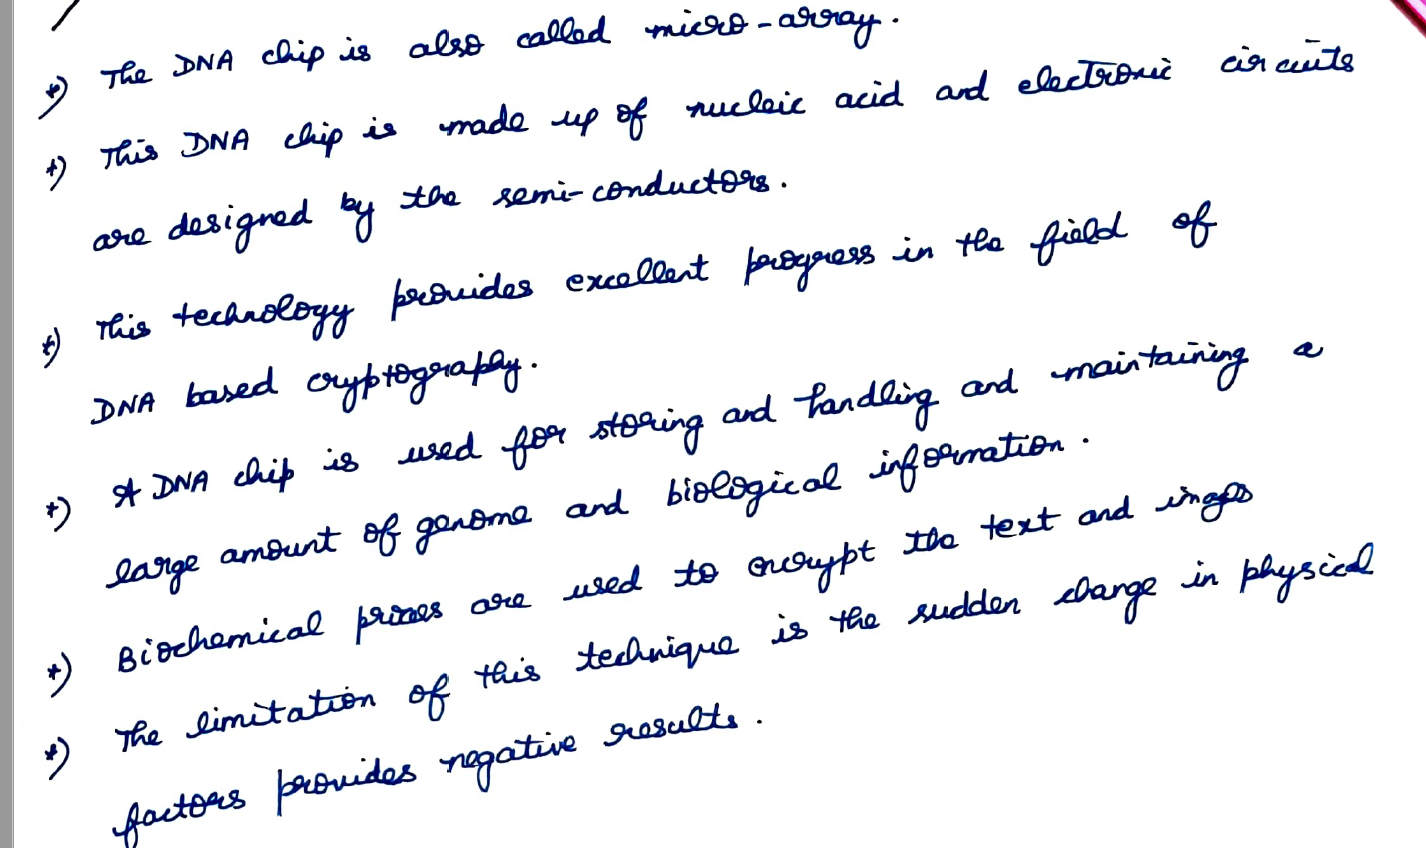 *) The DNA chip is also called micro-array.
*) This DNA chip is made up of nucleic acid and electronic circuits
are designed by the semi-conductors.
*) This technology provides excellent progress in the field of
DNA based cryptography.
*) A DNA chip is used for storing and handling and maintaining a
large amount of genome and biological information.
*) Biochemical process are used to encrypt the text and images
*) The limitation of this technique is the sudden change in physical
factors provides negative results.